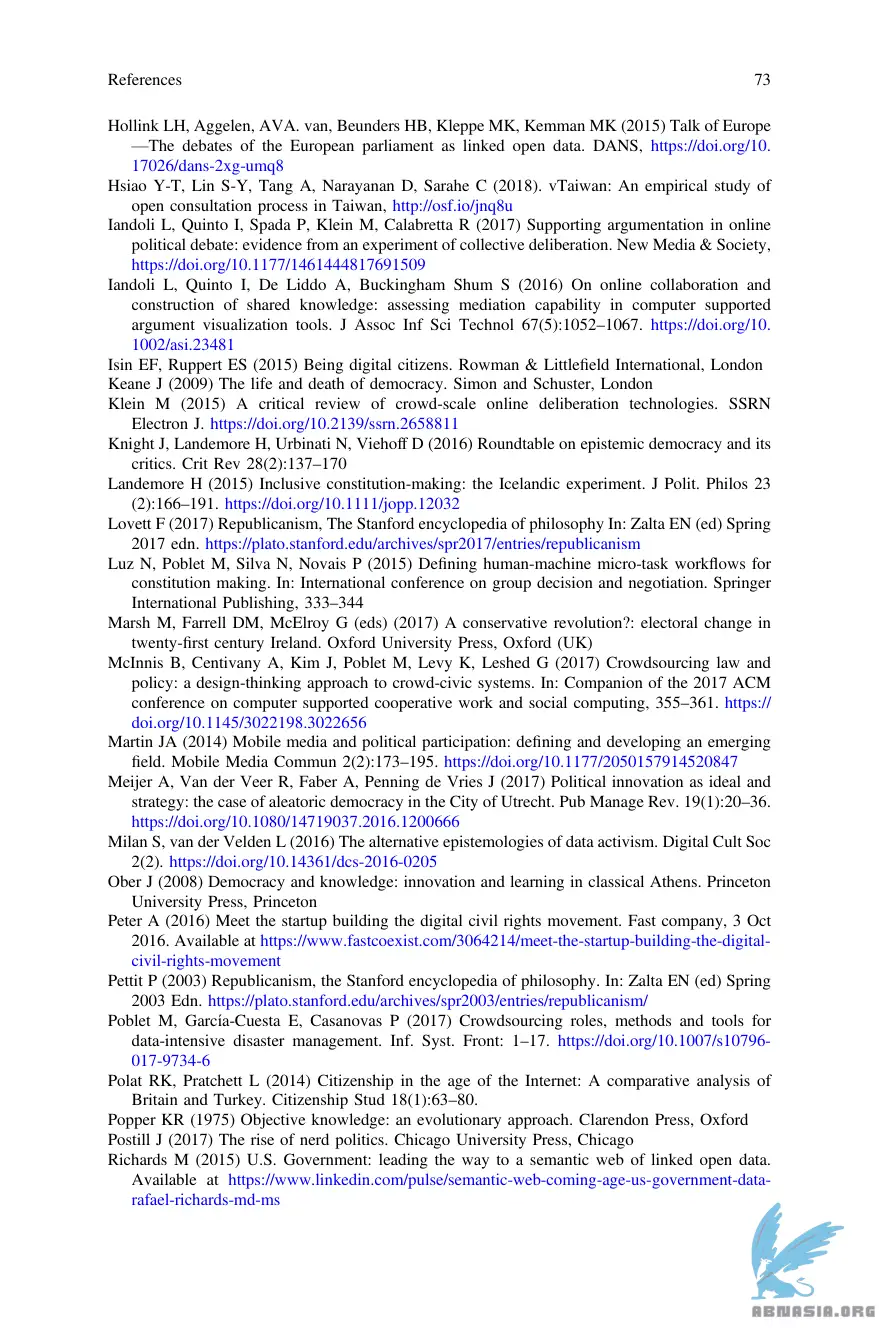 References 73
Hollink LH, Aggelen, AVA. van, Beunders HB, Kleppe MK, Kemman MK (2015) Talk of Europe
—The debates of the European parliament as linked open data. DANS, https://doi.org/10.
17026/dans-2xg-umq8
Hsiao Y-T, Lin S-Y, Tang A, Narayanan D, Sarahe C (2018). vTaiwan: An empirical study of
open consultation process in Taiwan, http://osf.io/jnq8u
Iandoli L, Quinto I, Spada P, Klein M, Calabretta R (2017) Supporting argumentation in online
political debate: evidence from an experiment of collective deliberation. New Media & Society,
https://doi.org/10.1177/1461444817691509
Iandoli L, Quinto I, De Liddo A, Buckingham Shum S (2016) On online collaboration and
construction of shared knowledge: assessing mediation capability in computer supported
argument visualization tools. J Assoc Inf Sci Technol 67(5):1052–1067. https://doi.org/10.
1002/asi.23481
Isin EF, Ruppert ES (2015) Being digital citizens. Rowman & Littlefield International, London
Keane J (2009) The life and death of democracy. Simon and Schuster, London
Klein M (2015) A critical review of crowd-scale online deliberation technologies. SSRN
Electron J. https://doi.org/10.2139/ssrn.2658811
Knight J, Landemore H, Urbinati N, Viehoff D (2016) Roundtable on epistemic democracy and its
critics. Crit Rev 28(2):137–170
Landemore H (2015) Inclusive constitution-making: the Icelandic experiment. J Polit. Philos 23
(2):166–191. https://doi.org/10.1111/jopp.12032
Lovett F (2017) Republicanism, The Stanford encyclopedia of philosophy In: Zalta EN (ed) Spring
2017 edn. https://plato.stanford.edu/archives/spr2017/entries/republicanism
Luz N, Poblet M, Silva N, Novais P (2015) Defining human-machine micro-task workflows for
constitution making. In: International conference on group decision and negotiation. Springer
International Publishing, 333–344
Marsh M, Farrell DM, McElroy G (eds) (2017) A conservative revolution?: electoral change in
twenty-first century Ireland. Oxford University Press, Oxford (UK)
McInnis B, Centivany A, Kim J, Poblet M, Levy K, Leshed G (2017) Crowdsourcing law and
policy: a design-thinking approach to crowd-civic systems. In: Companion of the 2017 ACM
conference on computer supported cooperative work and social computing, 355–361. https://
doi.org/10.1145/3022198.3022656
Martin JA (2014) Mobile media and political participation: defining and developing an emerging
field. Mobile Media Commun 2(2):173–195. https://doi.org/10.1177/2050157914520847
Meijer A, Van der Veer R, Faber A, Penning de Vries J (2017) Political innovation as ideal and
strategy: the case of aleatoric democracy in the City of Utrecht. Pub Manage Rev. 19(1):20–36.
https://doi.org/10.1080/14719037.2016.1200666
Milan S, van der Velden L (2016) The alternative epistemologies of data activism. Digital Cult Soc
2(2). https://doi.org/10.14361/dcs-2016-0205
Ober J (2008) Democracy and knowledge: innovation and learning in classical Athens. Princeton
University Press, Princeton
Peter A (2016) Meet the startup building the digital civil rights movement. Fast company, 3 Oct
2016. Available at https://www.fastcoexist.com/3064214/meet-the-startup-building-the-digital-
civil-rights-movement
Pettit P (2003) Republicanism, the Stanford encyclopedia of philosophy. In: Zalta EN (ed) Spring
2003 Edn. https://plato.stanford.edu/archives/spr2003/entries/republicanism/
Poblet M, García-Cuesta E, Casanovas P (2017) Crowdsourcing roles, methods and tools for
data-intensive disaster management. Inf. Syst. Front: 1–17. https://doi.org/10.1007/s10796-
017-9734-6
Polat RK, Pratchett L (2014) Citizenship in the age of the Internet: A comparative analysis of
Britain and Turkey. Citizenship Stud 18(1):63–80.
Popper KR (1975) Objective knowledge: an evolutionary approach. Clarendon Press, Oxford
Postill J (2017) The rise of nerd politics. Chicago University Press, Chicago
Richards M (2015) U.S. Government: leading the way to a semantic web of linked open data.
Available at https://www.linkedin.com/pulse/semantic-web-coming-age-us-government-data-
rafael-richards-md-ms
ABNASIA.ORG